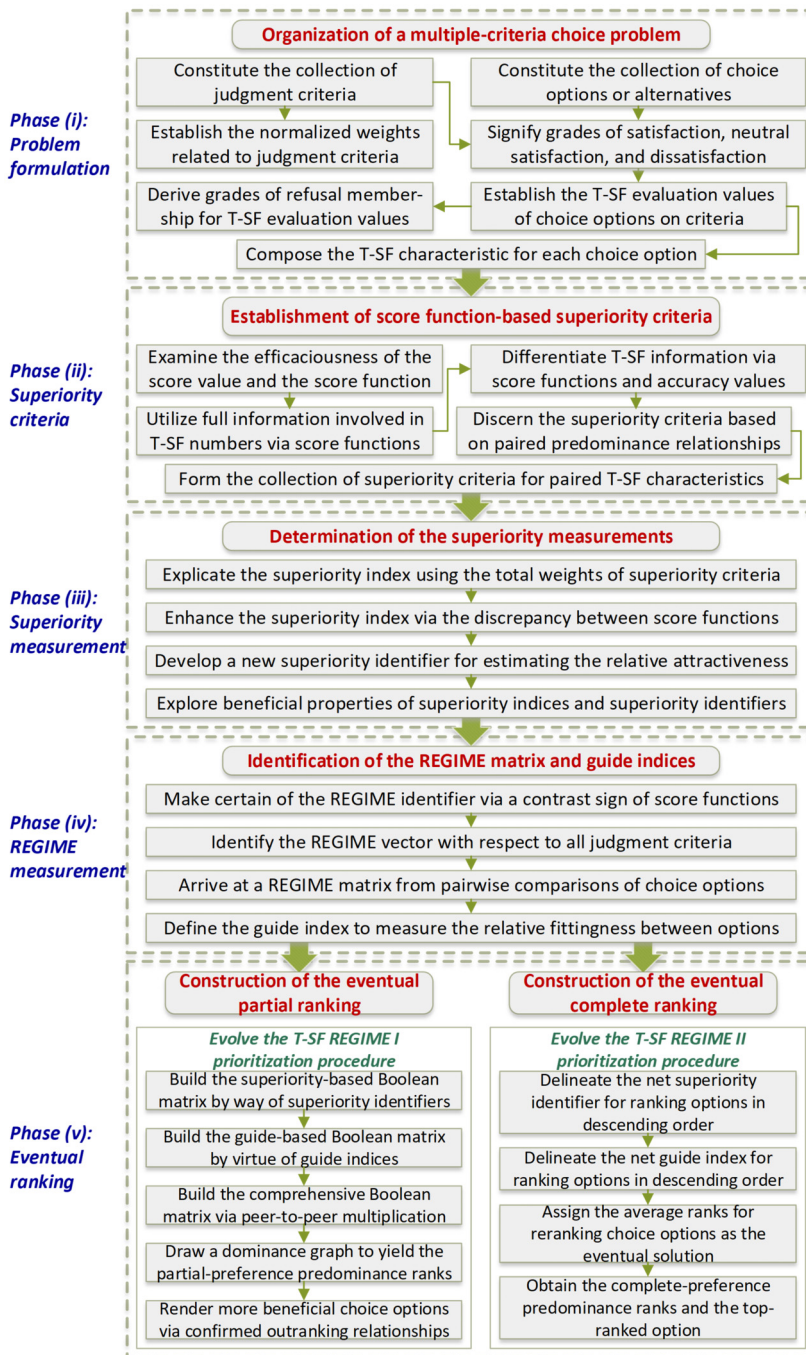 Organization of a multiple-criteria choice problem
Phase (i):
Problem
formulation
Constitute the collection of
judgment criteria
Constitute the collection of choice
options or alternatives
Establish the normalized weights
related to judgment criteria
Signify grades of satisfaction, neutral
satisfaction, and dissatisfaction
Derive grades of refusal member-
ship for T-SF evaluation values
Establish the T-SF evaluation values
of choice options on criteria
Compose the T-SF characteristic for each choice option
Establishment of score function-based superiority criteria
Phase (ii):
Superiority
criteria
Examine the efficaciousness of the
score value and the score function
Differentiate T-SF information via
score functions and accuracy values
Utilize full information involved in
T-SF numbers via score functions
Discern the superiority criteria based
on paired predominance relationships
Form the collection of superiority criteria for paired T-SF characteristics
Determination of the superiority measurements
Phase (iii):
Superiority
measurement
Explicate the superiority index using the total weights of superiority criteria
Enhance the superiority index via the discrepancy between score functions
Develop a new superiority identifier for estimating the relative attractiveness
Explore beneficial properties of superiority indices and superiority identifiers
Identification of the REGIME matrix and guide indices
Phase (iv):
REGIME
measurement
Make certain of the REGIME identifier via a contrast sign of score functions
Identify the REGIME vector with respect to all judgment criteria
Arrive at a REGIME matrix from pairwise comparisons of choice options
Define the guide index to measure the relative fittingness between options
Phase (v):
Eventual
ranking
Construction of the eventual
partial ranking
Evolve the T-SF REGIME I
prioritization procedure
Build the superiority-based Boolean
matrix by way of superiority identifiers
Build the guide-based Boolean matrix
by virtue of guide indices
Build the comprehensive Boolean
matrix via peer-to-peer multiplication
Draw a dominance graph to yield the
partial-preference predominance ranks
Render more beneficial choice options
via confirmed outranking relationships
Construction of the eventual
complete ranking
Evolve the T-SF REGIME II
prioritization procedure
Delineate the net superiority
identifier for ranking options in
descending order
Delineate the net guide index for
ranking options in descending order
Assign the average ranks for
reranking choice options as the
eventual solution
Obtain the complete-preference
predominance ranks and the top-
ranked option